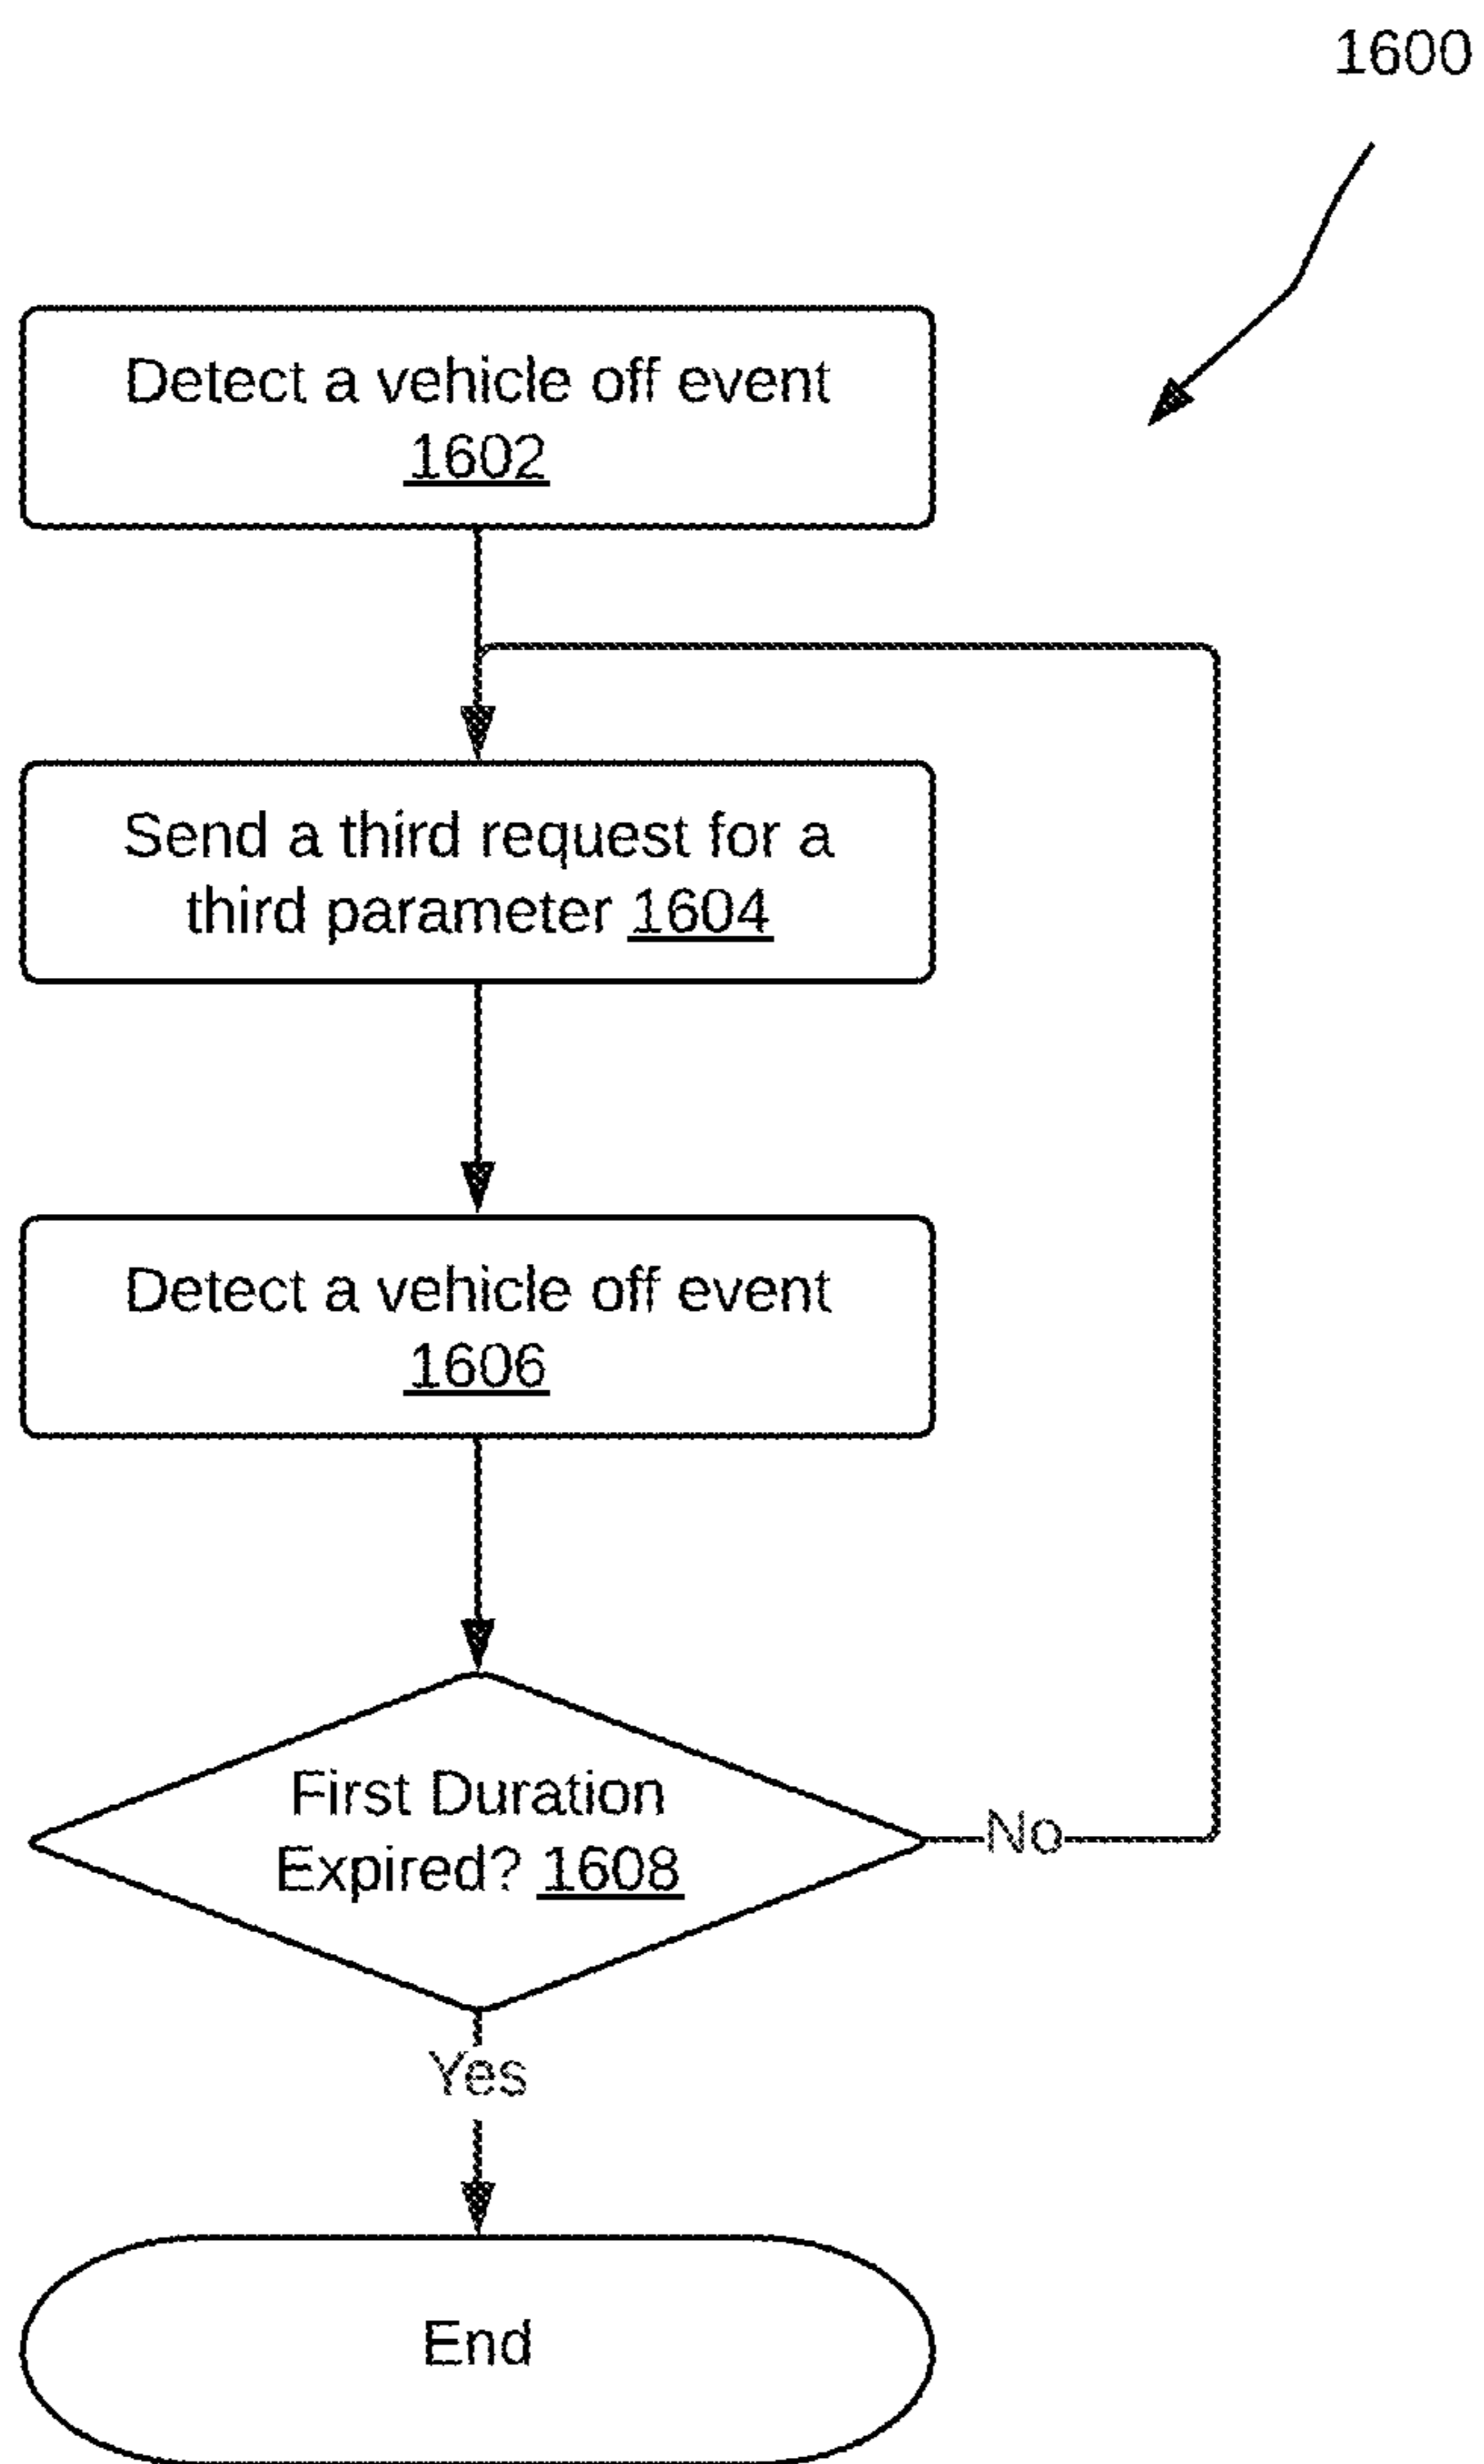 1600
Detect a vehicle off event
1602
Send a third request for a
third parameter 1604
Detect a vehicle off event
1606
First Duration
Expired? 1608
No
Yes
End